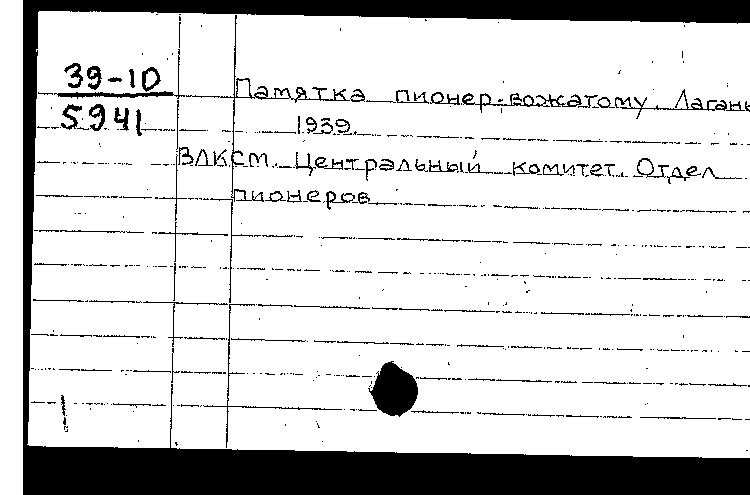 39-10
5941
Памятка пионер-вожатому. Лагань
1939.
ВЛКСМ. Центральный комитет. Отдел
пионеров